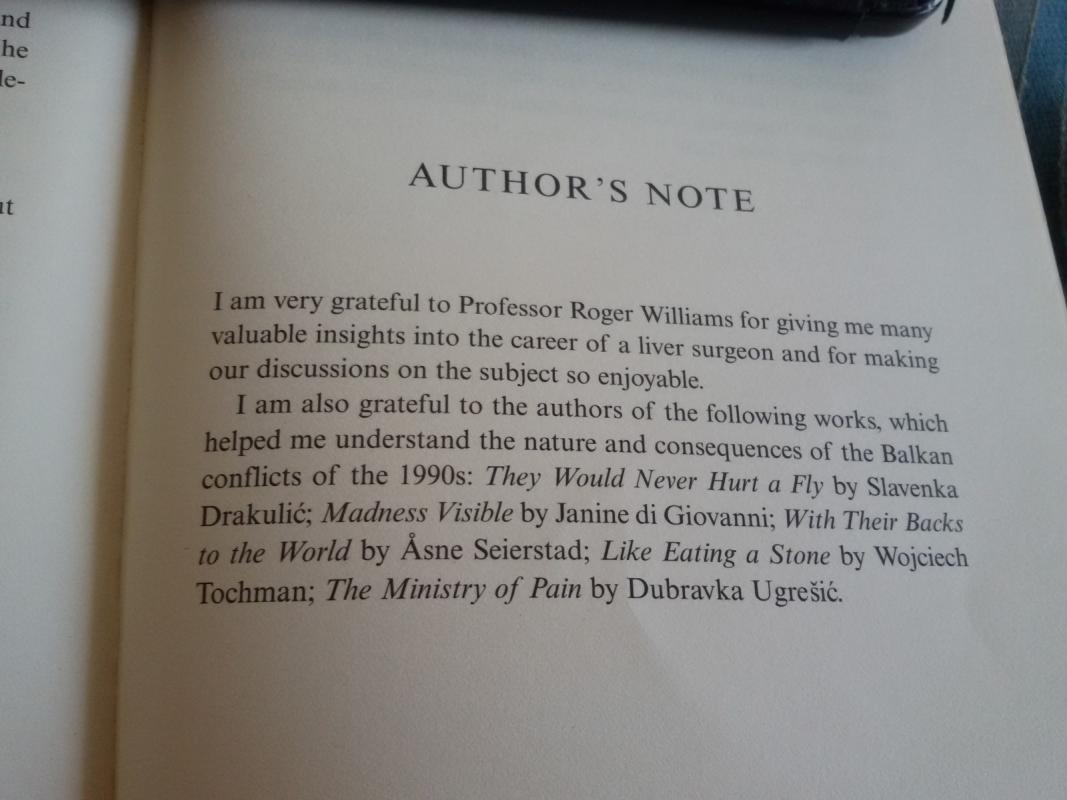 nd
he
le-
ut
AUTHOR'S NOTE
I am very grateful to Professor Roger Williams for giving me many
valuable insights into the career of a liver surgeon and for making
our discussions on the subject so enjoyable.
I am also grateful to the authors of the following works, which
helped me understand the nature and consequences of the Balkan
conflicts of the 1990s: They Would Never Hurt a Fly by Slavenka
Drakulić; Madness Visible by Janine di Giovanni; With Their Backs
to the World by Åsne Seierstad; Like Eating a Stone by Wojciech
Tochman; The Ministry of Pain by Dubravka Ugrešić.